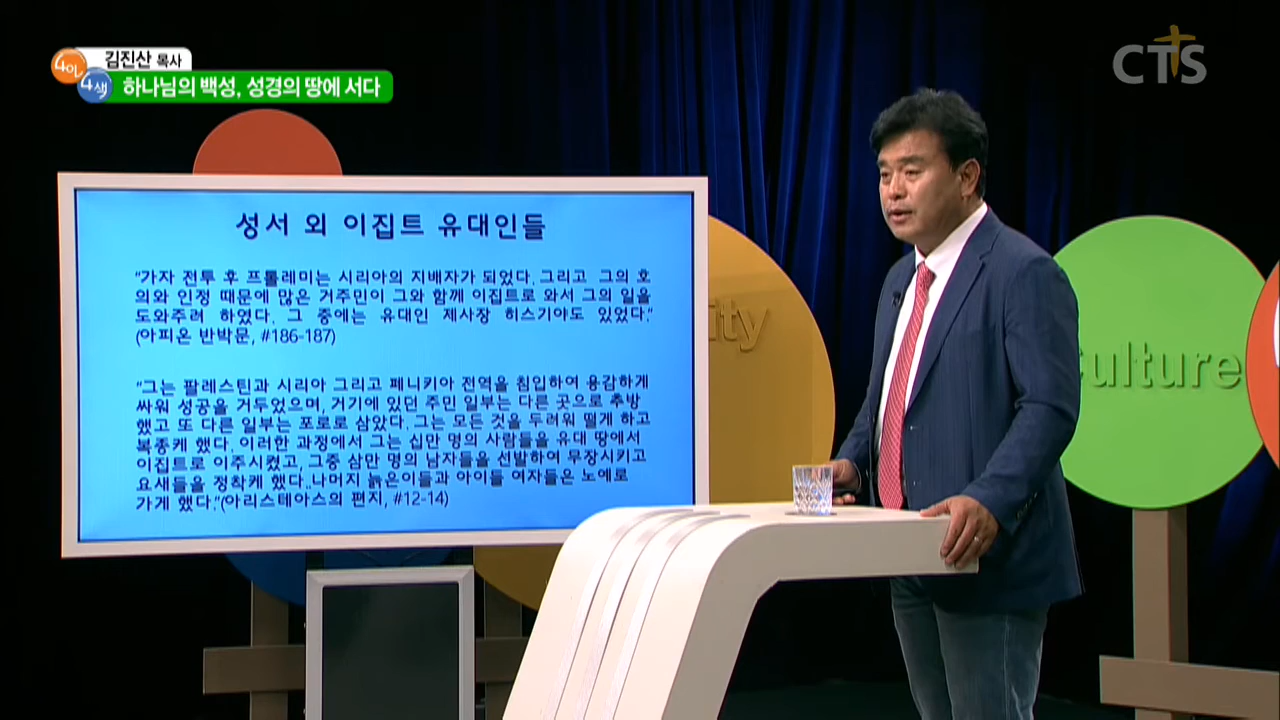 김진산 목사
4인
4색
하나님의 백성, 성경의 땅에 서다
CTS
성서 외 이집트 유대인들
"가자 전투 후 프톨레미는 시리아의 지배자가 되었다. 그리고 그의 호
의와 인정 때문에 많은 거주민이 그와 함께 이집트로 와서 그의 일을
도와주려 하였다. 그 중에는 유대인 제사장 히스기야도 있었다."
(아피온 반박문, #186-187)
"그는 팔레스틴과 시리아 그리고 페니키아 전역을 침입하여 용감하게
싸워 성공을 거두었으며, 거기에 있던 주민 일부는 다른 곳으로 추방
했고 또 다른 일부는 포로로 삼았다. 그는 모든 것을 두려워 떨게 하고
복종케 했다. 이러한 과정에서 그는 십만 명의 사람들을 유대 땅에서
이집트로 이주시켰고, 그중 삼만 명의 남자들을 선발하여 무장시키고
요새들을 정착케 했다..나머지 늙은이들과 아이들 여자들은 노예로
가게 했다."(아리스테아스의 편지, #12-14)
ity
Culture